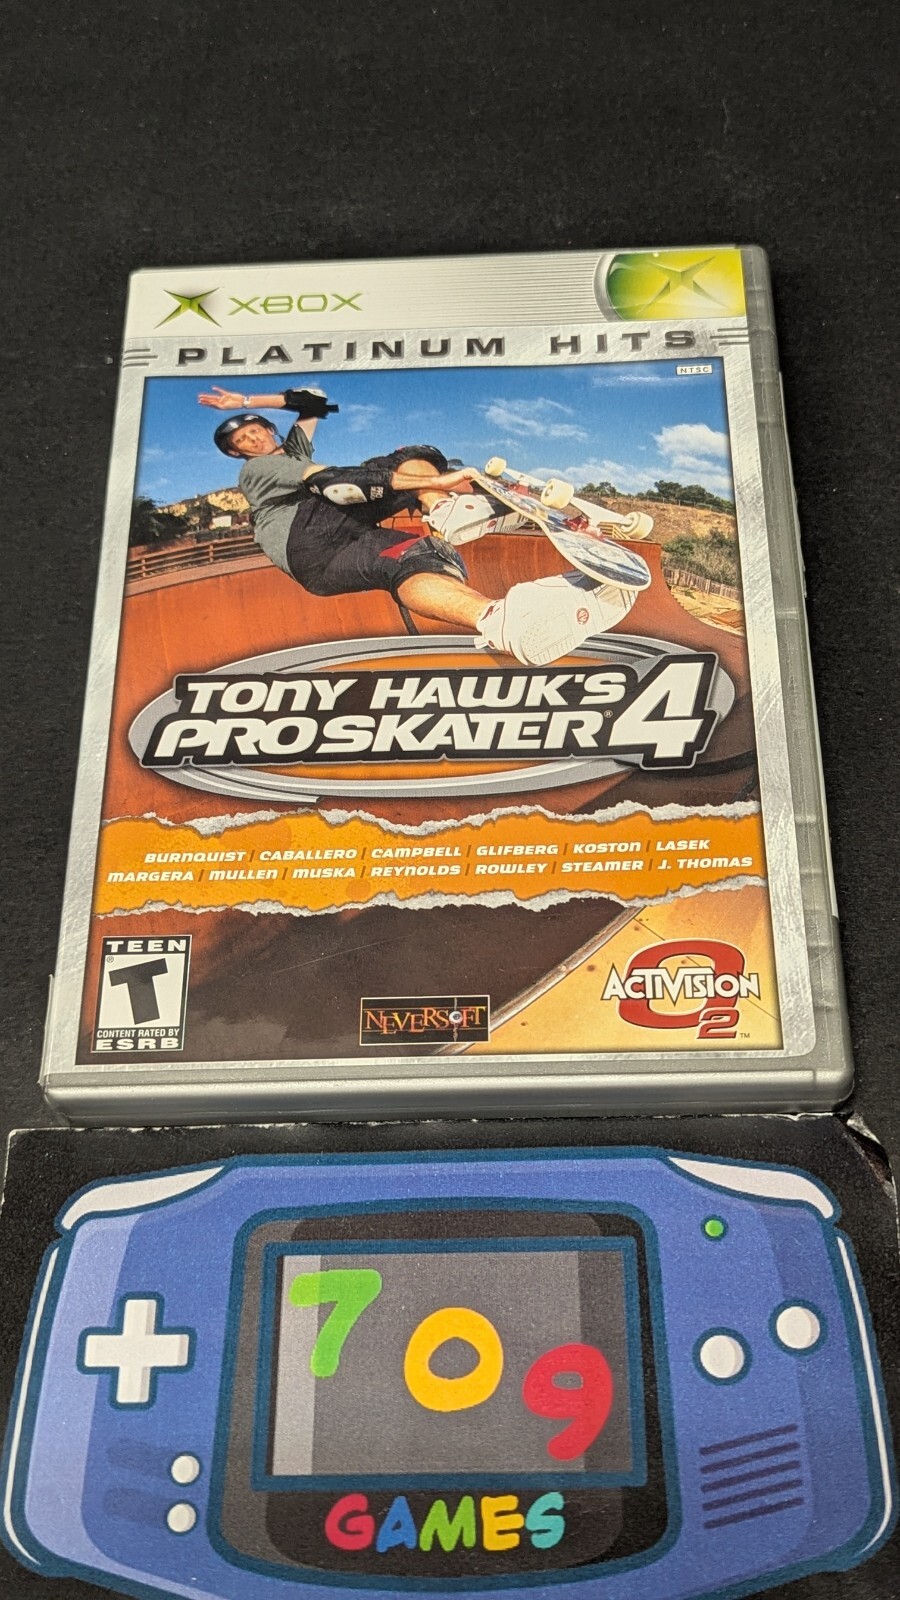 XBOX
PLATINUM HITS
NTSC
TONY HAWK'S
PRO SKATER® 4
BURNQUIST | CABALLERO | CAMPBELL | GLIFBERG | KOSTON | LASEK
MARGERA | MULLEN | MUSKA | REYNOLDS | ROWLEY | STEAMER | J. THOMAS
TEEN
T
®
CONTENT RATED BY
ESRB
NEVERSOFT
ACTIVISION
O2™
709
GAMES